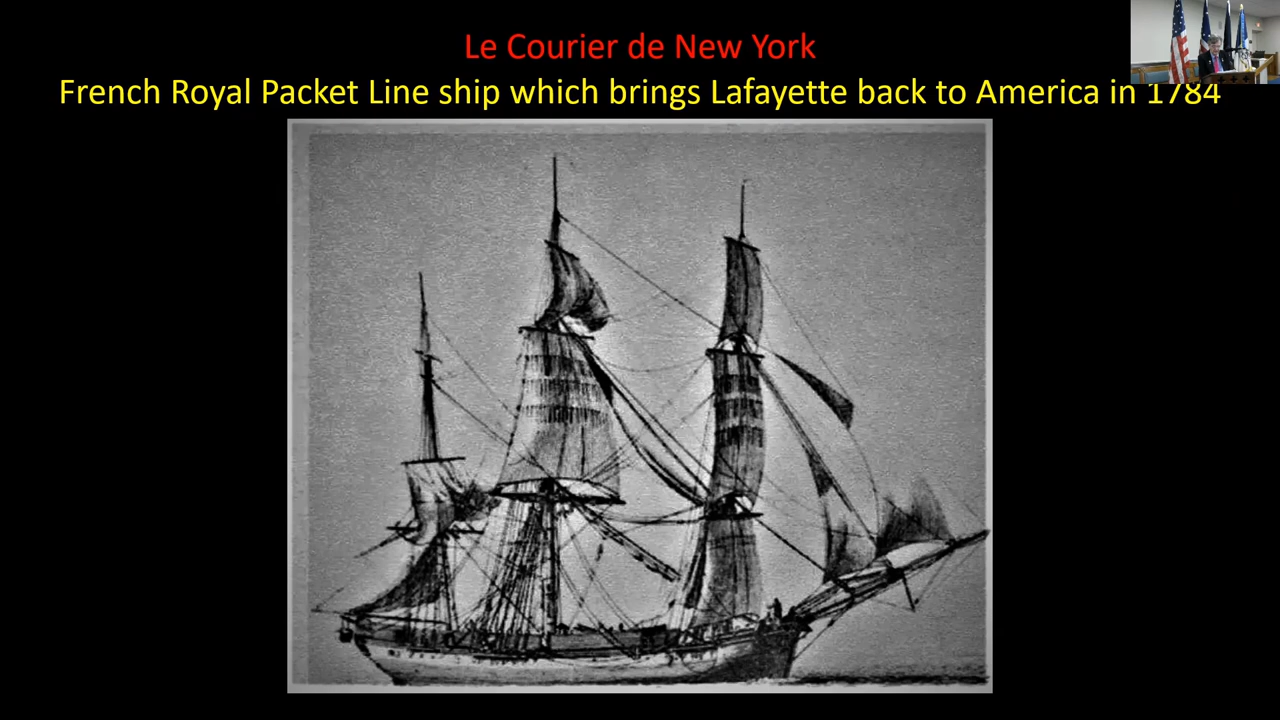 Le Courier de New York
French Royal Packet Line ship which brings Lafayette back to America in 1784